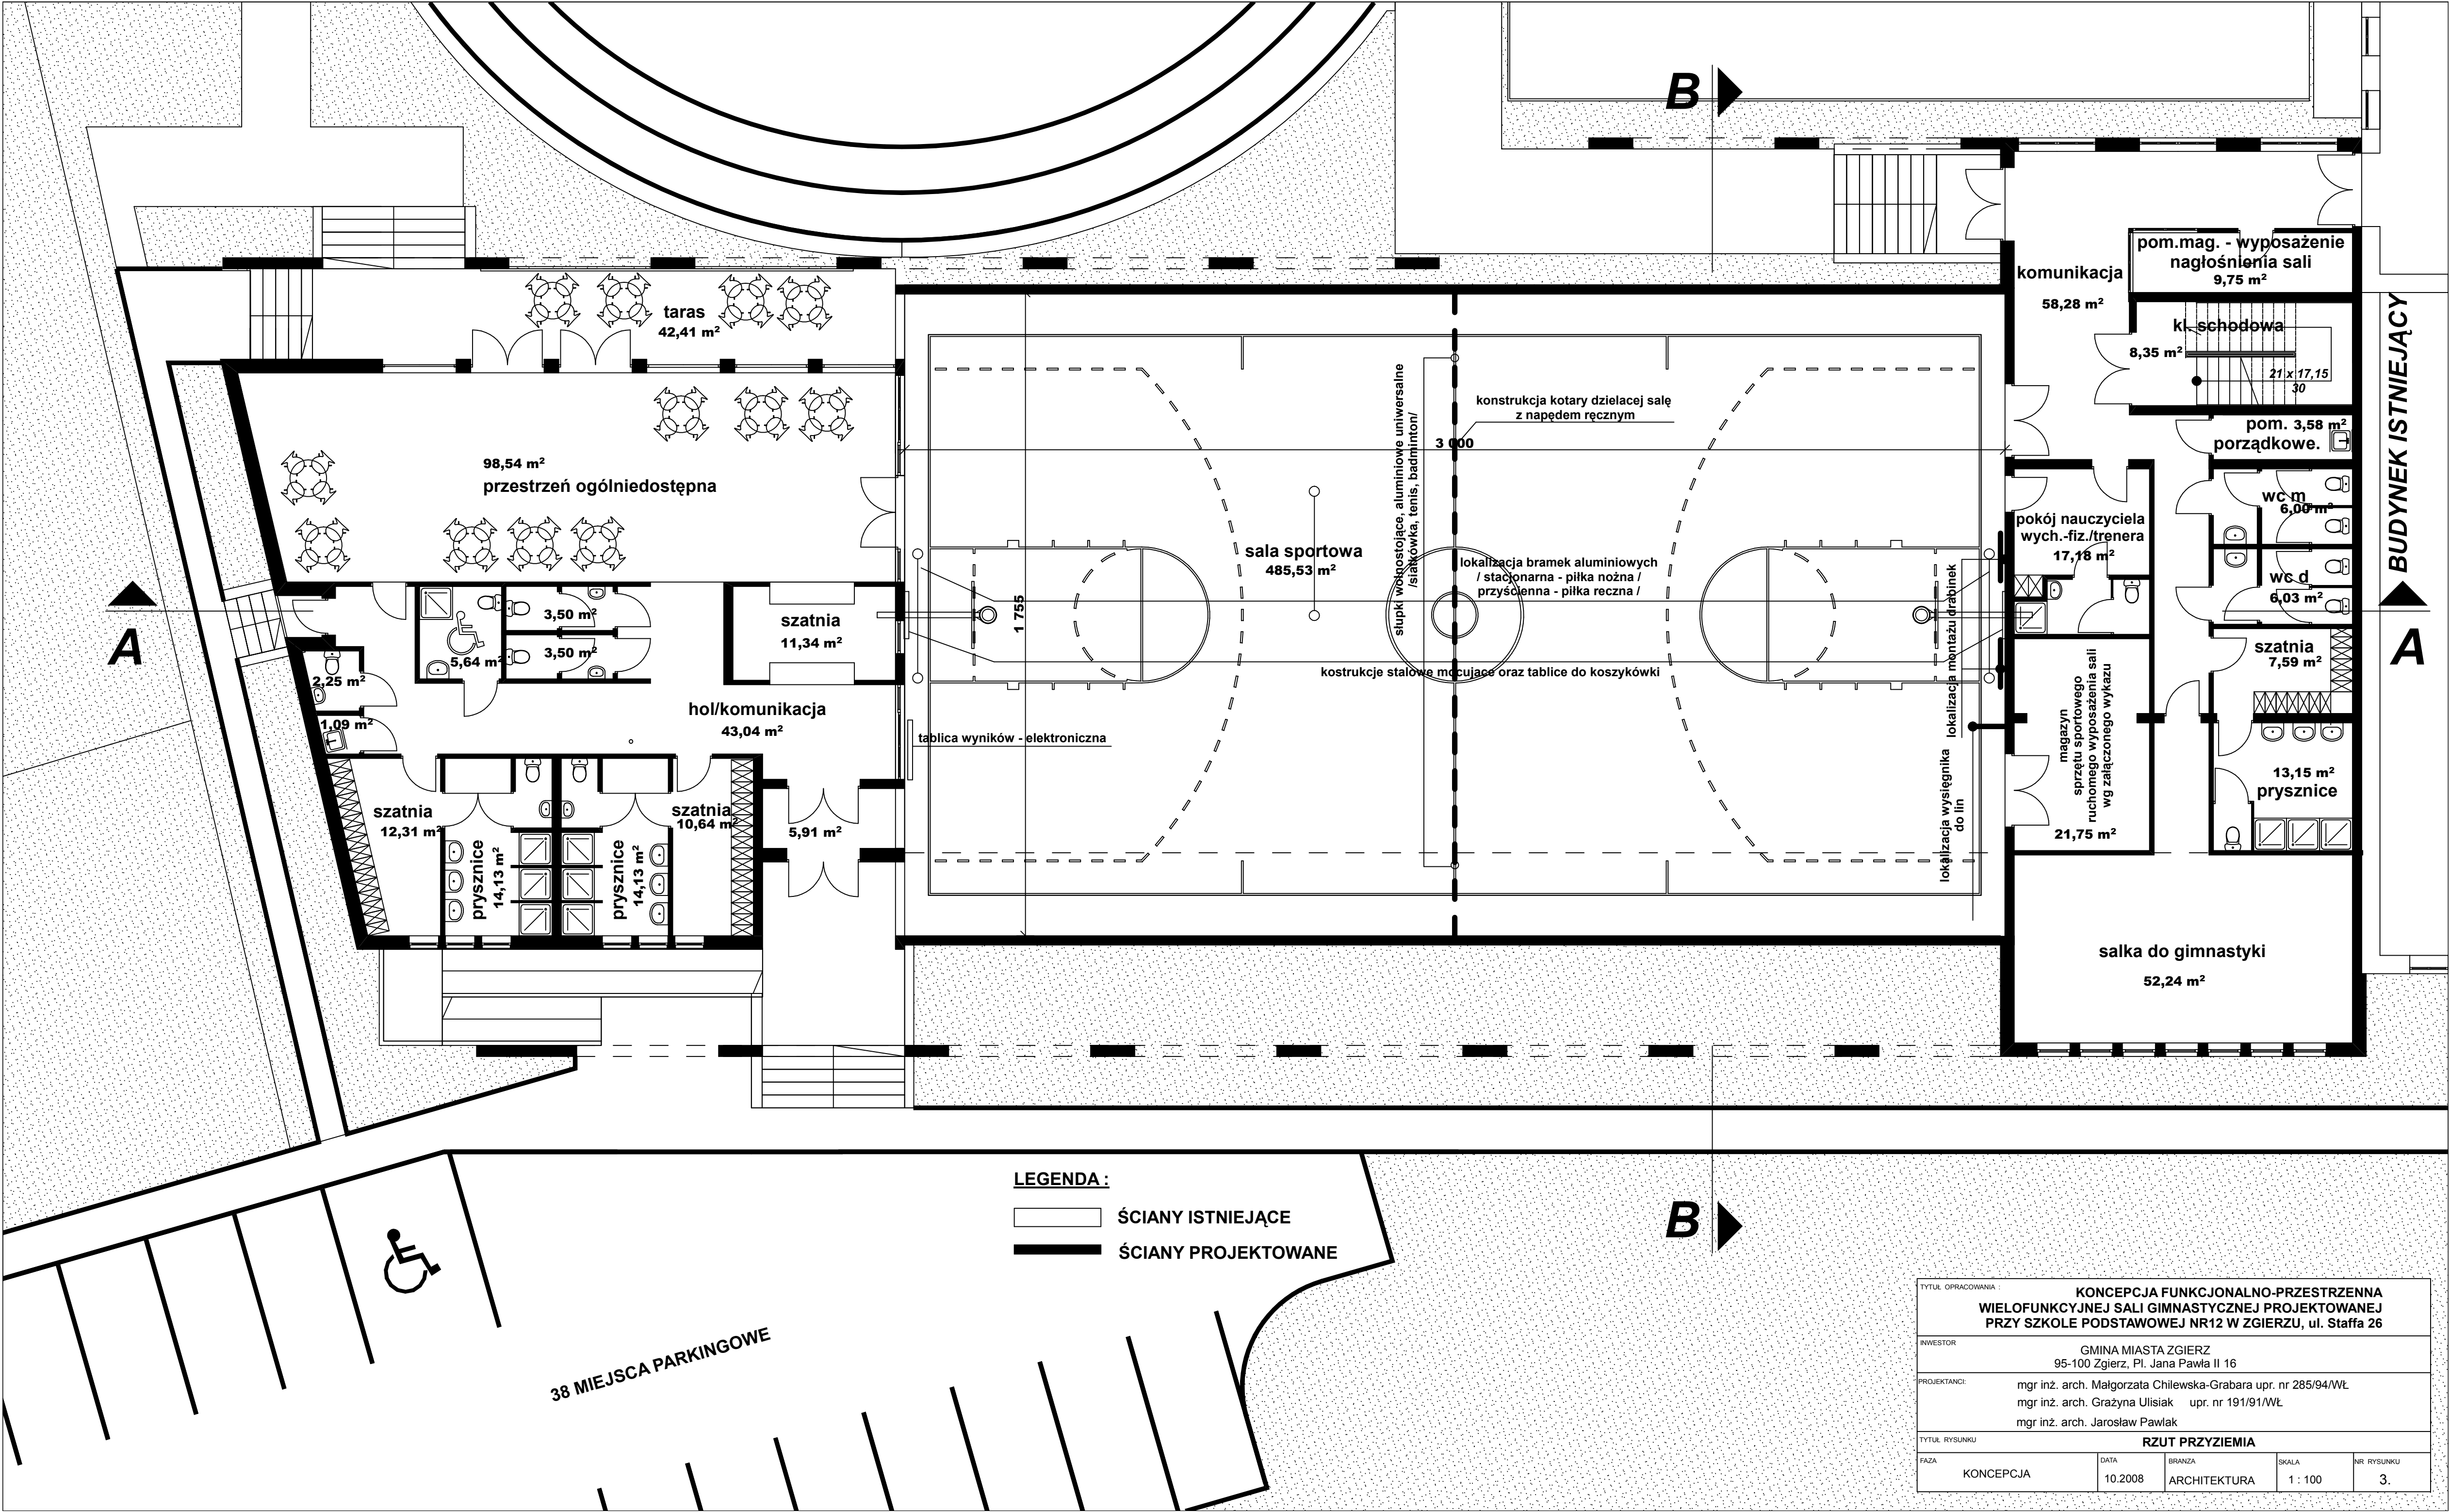 B
pom.mag. - wyposażenie
nagłośnienia sali
9,75 m²
komunikacja
58,28 m²
kl. schodowa
8,35 m²
21 x 17,15
30
pom. 3,58 m²
porządkowe.
BUDYNEK ISTNIEJĄCY
taras
42,41 m²
98,54 m²
przestrzeń ogólniedostępna
konstrukcja kotary dzielacej salę
z napędem ręcznym
3 000
1 755
słupki wolnostojące, aluminiowe uniwersalne
/siatkówka, tenis, badminton/
sala sportowa
485,53 m²
lokalizacja bramek aluminiowych
/ stacjonarna - piłka nożna /
przyścienna - piłka reczna /
kostrukcje stalowe mocujace oraz tablice do koszykówki
lokalizacja montażu drabinek
lokalizacja wysięgnika
do lin
tablica wyników - elektroniczna
pokój nauczyciela
wych.-fiz./trenera
17,18 m²
wc m
6,00 m²
wc d
6,03 m²
szatnia
7,59 m²
13,15 m²
prysznice
magazyn
sprzętu sportowego
ruchomego wyposażenia sali
wg załączonego wykazu
21,75 m²
salka do gimnastyki
52,24 m²
A
A
3,50 m²
3,50 m²
5,64 m²
2,25 m²
1,09 m²
szatnia
11,34 m²
hol/komunikacja
43,04 m²
szatnia
12,31 m²
prysznice
14,13 m²
prysznice
14,13 m²
szatnia
10,64 m²
5,91 m²
LEGENDA :
ŚCIANY ISTNIEJĄCE
ŚCIANY PROJEKTOWANE
B
38 MIEJSCA PARKINGOWE
TYTUŁ OPRACOWANIA :
KONCEPCJA FUNKCJONALNO-PRZESTRZENNA
WIELOFUNKCYJNEJ SALI GIMNASTYCZNEJ PROJEKTOWANEJ
PRZY SZKOLE PODSTAWOWEJ NR12 W ZGIERZU, ul. Staffa 26
INWESTOR
GMINA MIASTA ZGIERZ
95-100 Zgierz, Pl. Jana Pawła II 16
PROJEKTANCI:
mgr inż. arch. Małgorzata Chilewska-Grabara upr. nr 285/94/WŁ
mgr inż. arch. Grażyna Ulisiak upr. nr 191/91/WŁ
mgr inż. arch. Jarosław Pawlak
TYTUŁ RYSUNKU
RZUT PRZYZIEMIA
FAZA
KONCEPCJA
DATA
10.2008
BRANŻA
ARCHITEKTURA
SKALA
1 : 100
NR RYSUNKU
3.